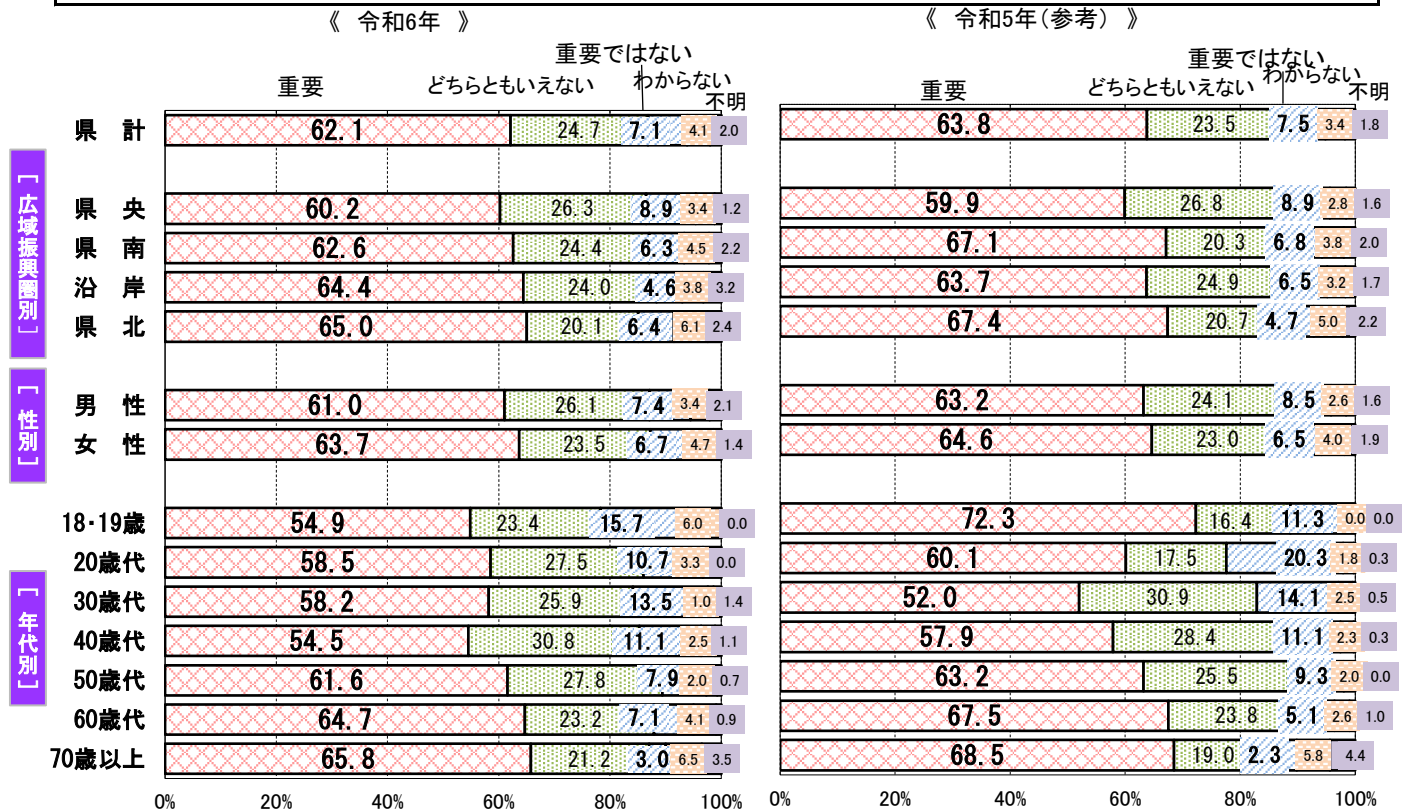 《 令和6年 》
《 令和5年(参考) 》
重要 どちらともいえない 重要ではない わからない 不明
重要 どちらともいえない 重要ではない わからない 不明
県 計 62.1 24.7 7.1 4.1 2.0 63.8 23.5 7.5 3.4 1.8
[広域振興圏別]
県 央 60.2 26.3 8.9 3.4 1.2 59.9 26.8 8.9 2.8 1.6
県 南 62.6 24.4 6.3 4.5 2.2 67.1 20.3 6.8 3.8 2.0
沿 岸 64.4 24.0 4.6 3.8 3.2 63.7 24.9 6.5 3.2 1.7
県 北 65.0 20.1 6.4 6.1 2.4 67.4 20.7 4.7 5.0 2.2
[性別]
男 性 61.0 26.1 7.4 3.4 2.1 63.2 24.1 8.5 2.6 1.6
女 性 63.7 23.5 6.7 4.7 1.4 64.6 23.0 6.5 4.0 1.9
[年代別]
18・19歳 54.9 23.4 15.7 6.0 0.0 72.3 16.4 11.3 0.0 0.0
20歳代 58.5 27.5 10.7 3.3 0.0 60.1 17.5 20.3 1.8 0.3
30歳代 58.2 25.9 13.5 1.0 1.4 52.0 30.9 14.1 2.5 0.5
40歳代 54.5 30.8 11.1 2.5 1.1 57.9 28.4 11.1 2.3 0.3
50歳代 61.6 27.8 7.9 2.0 0.7 63.2 25.5 9.3 2.0 0.0
60歳代 64.7 23.2 7.1 4.1 0.9 67.5 23.8 5.1 2.6 1.0
70歳以上 65.8 21.2 3.0 6.5 3.5 68.5 19.0 2.3 5.8 4.4
0% 20% 40% 60% 80% 100% 0% 20% 40% 60% 80% 100%